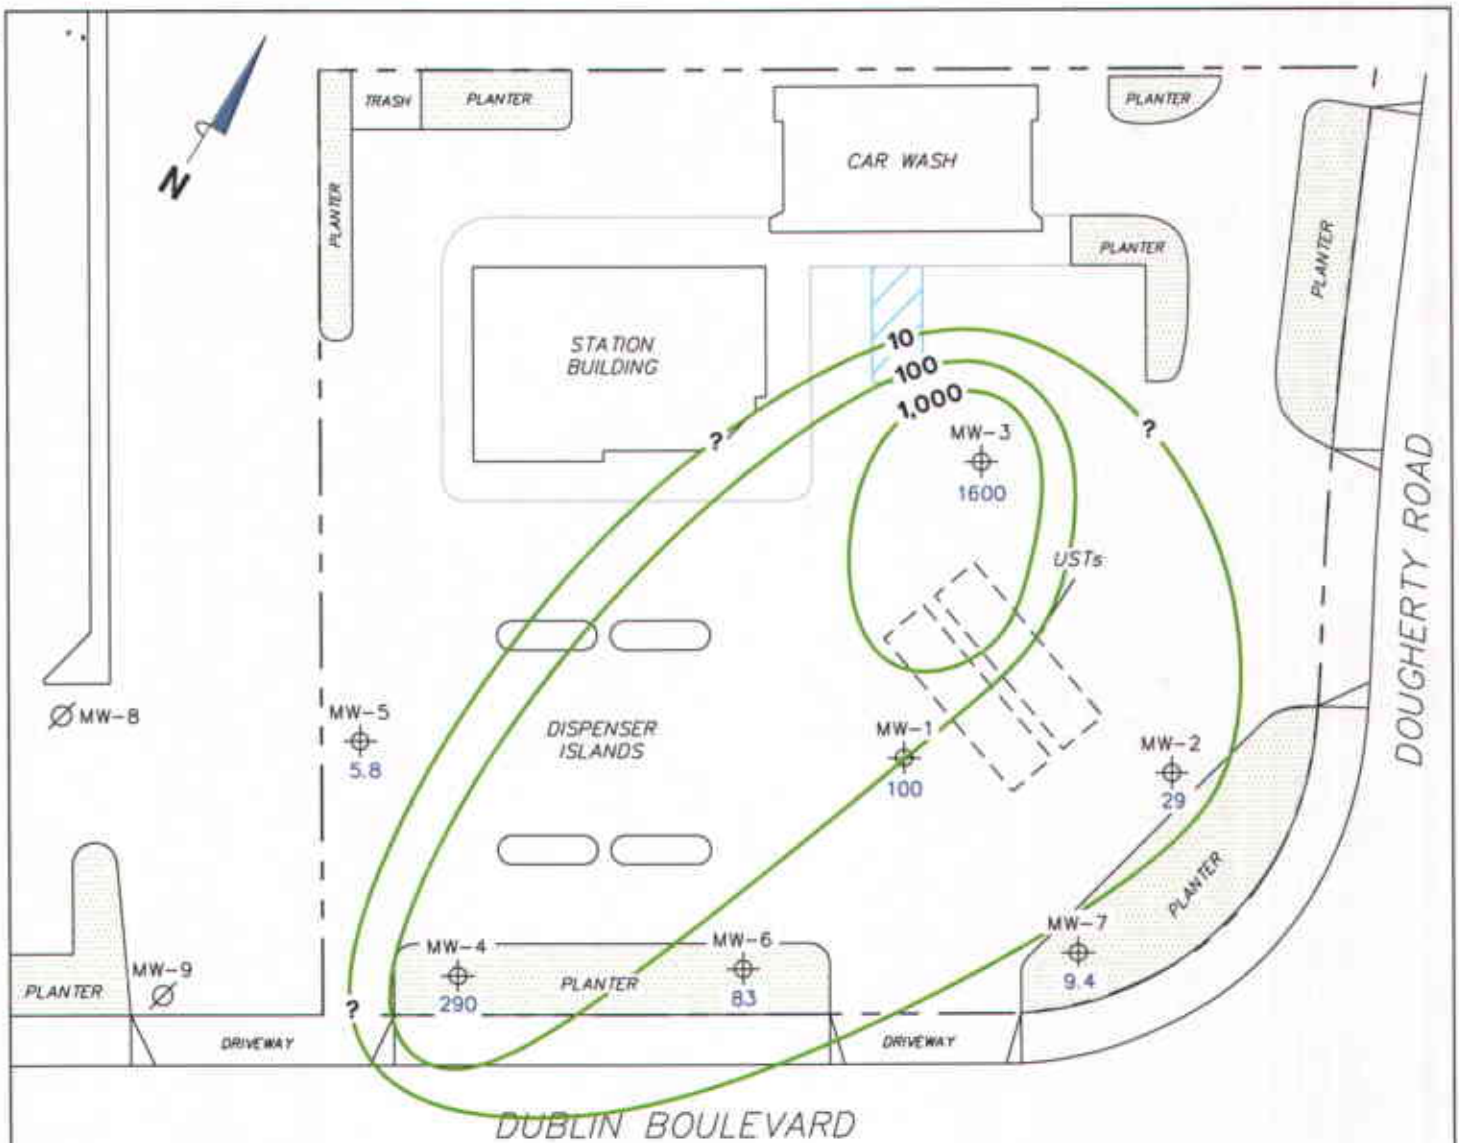 TRASH
PLANTER
PLANTER
N
PLANTER
CAR WASH
PLANTER
PLANTER
PLANTER
STATION
BUILDING
10
100
1,000
?
?
MW-3
1600
USTs
DOUGHERTY ROAD
MW-8
MW-5
5.8
DISPENSER
ISLANDS
MW-1
100
MW-2
29
PLANTER
MW-9
PLANTER
?
MW-4
290
PLANTER
MW-6
83
MW-7
9.4
DRIVEWAY
DRIVEWAY
DUBLIN BOULEVARD